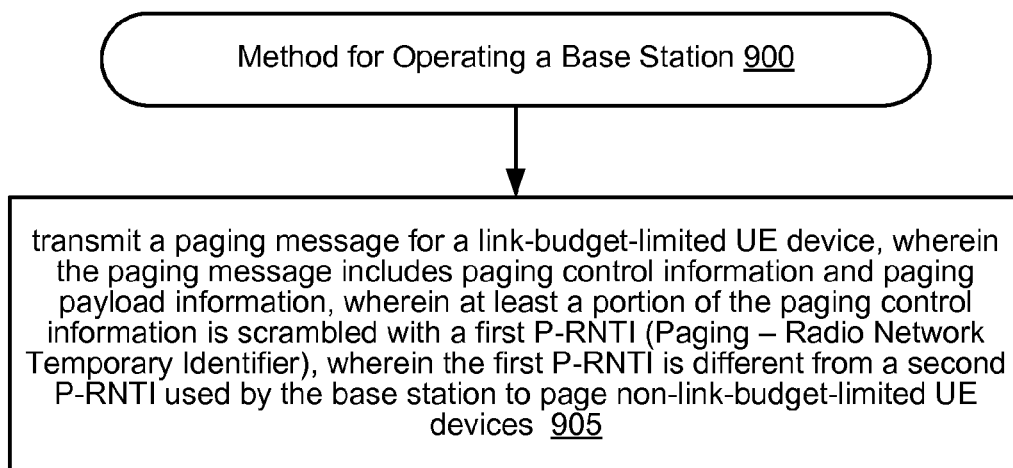 Method for Operating a Base Station 900
transmit a paging message for a link-budget-limited UE device, wherein
the paging message includes paging control information and paging
payload information, wherein at least a portion of the paging control
information is scrambled with a first P-RNTI (Paging – Radio Network
Temporary Identifier), wherein the first P-RNTI is different from a second
P-RNTI used by the base station to page non-link-budget-limited UE
devices 905